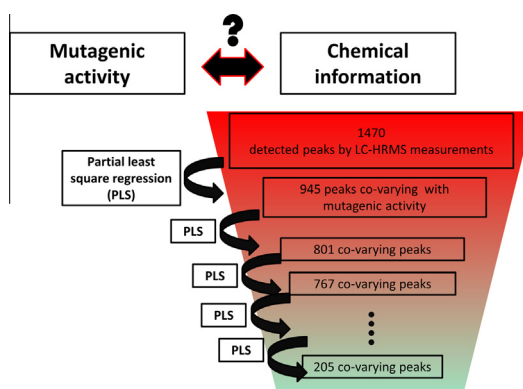 Mutagenic
activity
?
Chemical
information
1470
detected peaks by LC-HRMS measurements
Partial least
square regression
(PLS)
945 peaks co-varying with
mutagenic activity
PLS
801 co-varying peaks
PLS
767 co-varying peaks
PLS
PLS
205 co-varying peaks